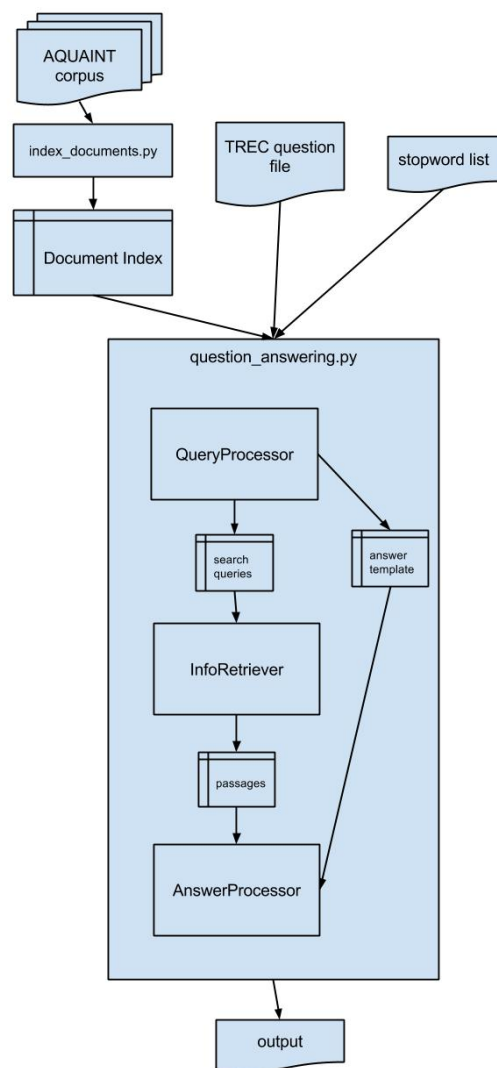 AQUAINT
corpus
index_documents.py
TREC question
file
stopword list
Document Index
question_answering.py
QueryProcessor
search
queries
answer
template
InfoRetriever
passages
AnswerProcessor
output